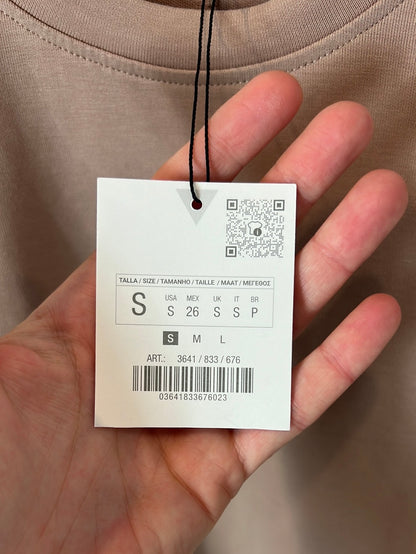 TALLA / SIZE / TAMANHO / TAILLE / MAAT / ΜΕΓΕΘΟΣ
S USA S MEX 26 UK S IT S BR P
S M L
ART.: 3641 / 833 / 676
03641833676023